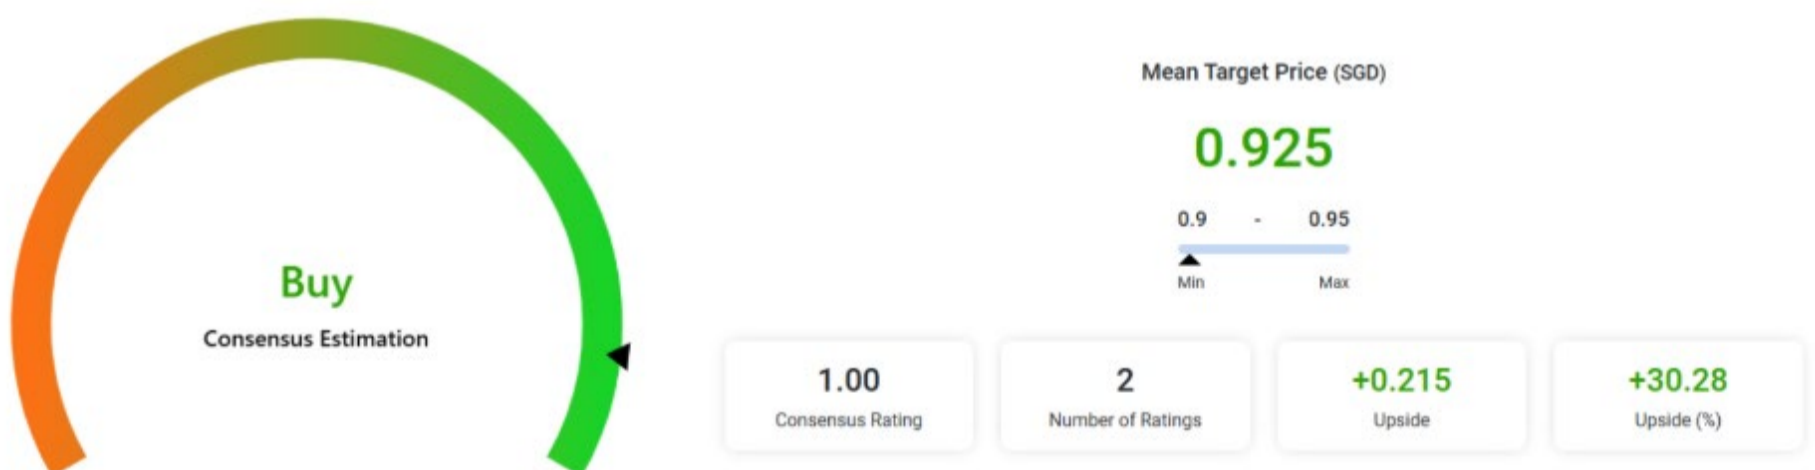 Buy
Consensus Estimation
Mean Target Price (SGD)
0.925
0.9 - 0.95
Min Max
1.00
Consensus Rating
2
Number of Ratings
+0.215
Upside
+30.28
Upside (%)